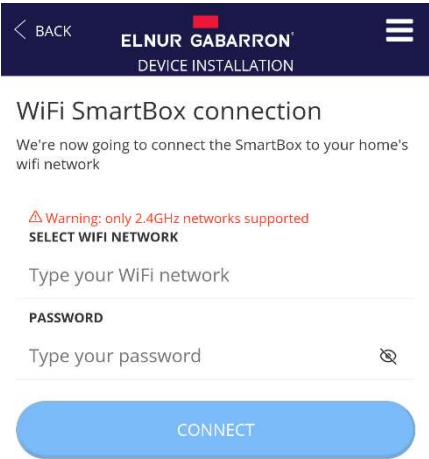 BACK
ELNUR GABARRON
DEVICE INSTALLATION
WiFi SmartBox connection
We're now going to connect the SmartBox to your home's
wifi network
Warning: only 2.4GHz networks supported
SELECT WIFI NETWORK
Type your WiFi network
PASSWORD
Type your password
CONNECT